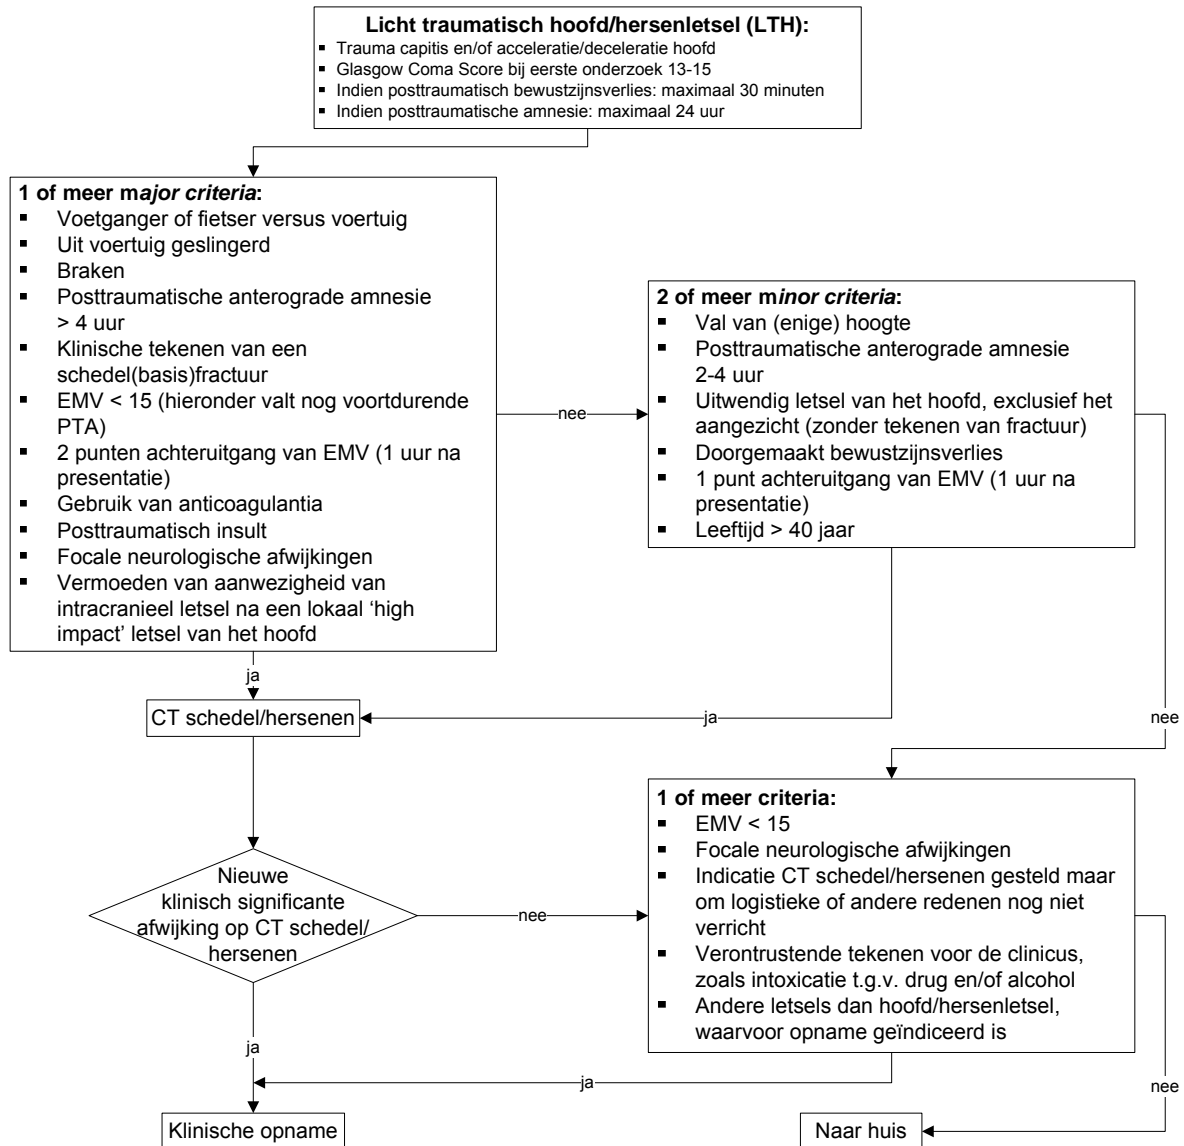 Licht traumatisch hoofd/hersenletsel (LTH):
▪ Trauma capitis en/of acceleratie/deceleratie hoofd
▪ Glasgow Coma Score bij eerste onderzoek 13-15
▪ Indien posttraumatisch bewustzijnsverlies: maximaal 30 minuten
▪ Indien posttraumatische amnesie: maximaal 24 uur
1 of meer major criteria:
▪ Voetganger of fietser versus voertuig
▪ Uit voertuig geslingerd
▪ Braken
▪ Posttraumatische anterograde amnesie
> 4 uur
▪ Klinische tekenen van een
schedel(basis)fractuur
▪ EMV < 15 (hieronder valt nog voortdurende
PTA)
▪ 2 punten achteruitgang van EMV (1 uur na
presentatie)
▪ Gebruik van anticoagulantia
▪ Posttraumatisch insult
▪ Focale neurologische afwijkingen
▪ Vermoeden van aanwezigheid van
intracranieel letsel na een lokaal ‘high
impact’ letsel van het hoofd
nee
2 of meer minor criteria:
▪ Val van (enige) hoogte
▪ Posttraumatische anterograde amnesie
2-4 uur
▪ Uitwendig letsel van het hoofd, exclusief het
aangezicht (zonder tekenen van fractuur)
▪ Doorgemaakt bewustzijnsverlies
▪ 1 punt achteruitgang van EMV (1 uur na
presentatie)
▪ Leeftijd > 40 jaar
ja
CT schedel/hersenen
ja
nee
Nieuwe
klinisch significante
afwijking op CT schedel/
hersenen
nee
1 of meer criteria:
▪ EMV < 15
▪ Focale neurologische afwijkingen
▪ Indicatie CT schedel/hersenen gesteld maar
om logistieke of andere redenen nog niet
verricht
▪ Verontrustende tekenen voor de clinicus,
zoals intoxicatie t.g.v. drug en/of alcohol
▪ Andere letsels dan hoofd/hersenletsel,
waarvoor opname geïndiceerd is
ja
ja
nee
Klinische opname
Naar huis